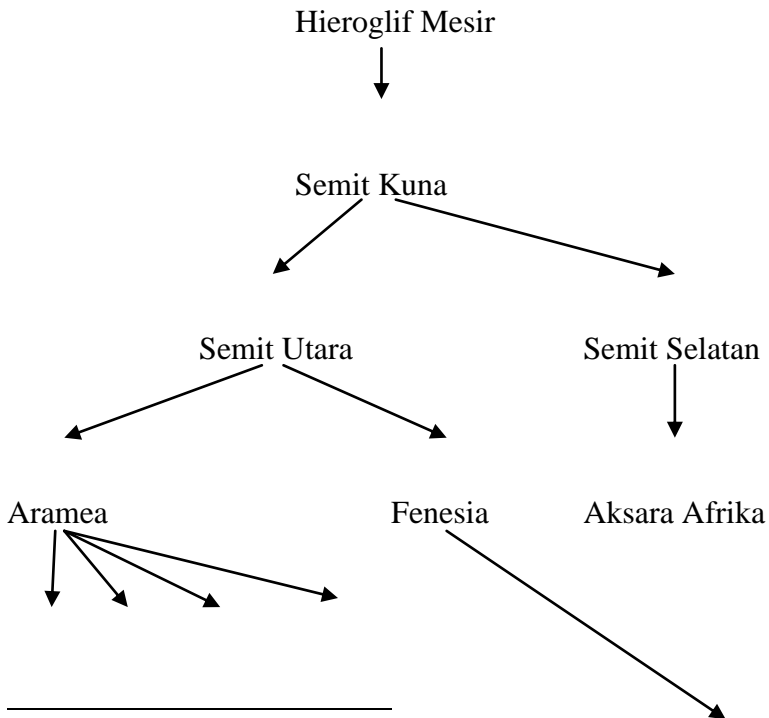 Hieroglif Mesir
Semit Kuna
Semit Utara Semit Selatan
Aramea Fenesia Aksara Afrika